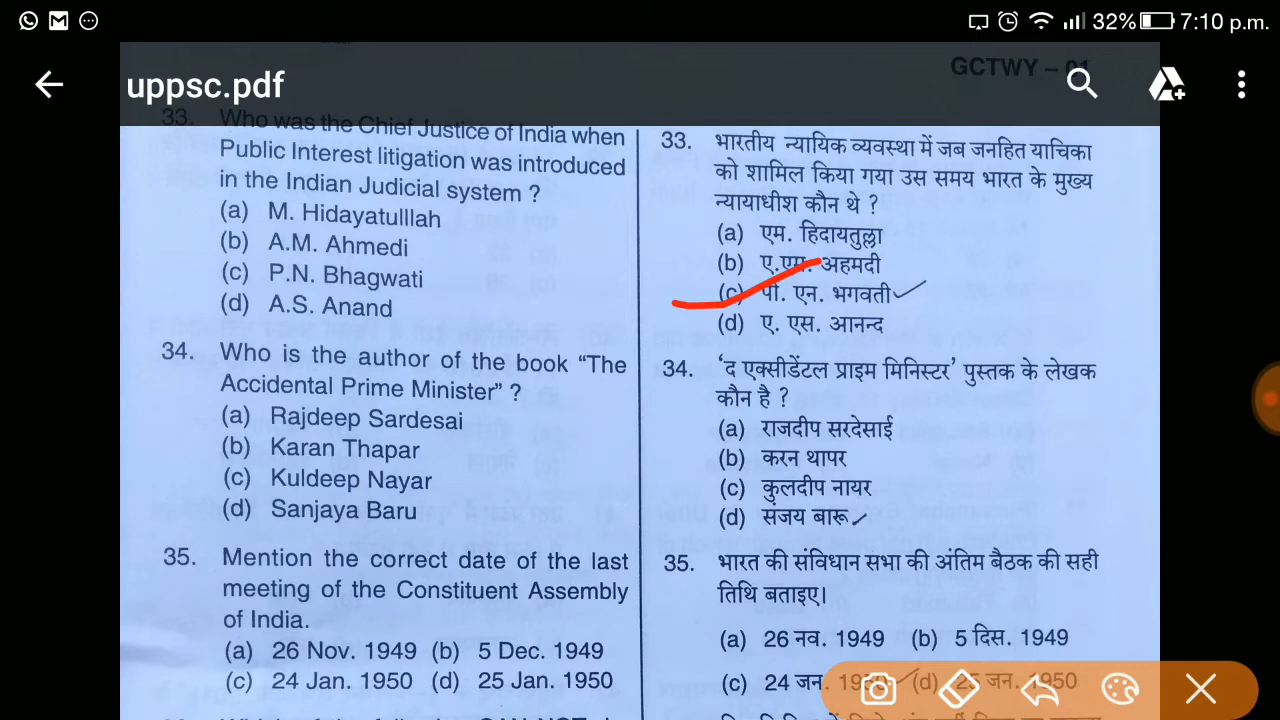 32% 7:10 p.m.
uppsc.pdf
GCTWY – 01
33. Who was the Chief Justice of India when
Public Interest litigation was introduced
in the Indian Judicial system ?
(a) M. Hidayatulllah
(b) A.M. Ahmedi
(c) P.N. Bhagwati
(d) A.S. Anand
34. Who is the author of the book “The
Accidental Prime Minister” ?
(a) Rajdeep Sardesai
(b) Karan Thapar
(c) Kuldeep Nayar
(d) Sanjaya Baru
35. Mention the correct date of the last
meeting of the Constituent Assembly
of India.
(a) 26 Nov. 1949 (b) 5 Dec. 1949
(c) 24 Jan. 1950 (d) 25 Jan. 1950
33. भारतीय न्यायिक व्यवस्था में जब जनहित याचिका
को शामिल किया गया उस समय भारत के मुख्य
न्यायाधीश कौन थे ?
(a) एम. हिदायतुल्ला
(b) ए.एम. अहमदी
(c) पी. एन. भगवती
(d) ए. एस. आनन्द
34. ‘द एक्सीडेंटल प्राइम मिनिस्टर’ पुस्तक के लेखक
कौन है ?
(a) राजदीप सरदेसाई
(b) करन थापर
(c) कुलदीप नायर
(d) संजय बारू
35. भारत की संविधान सभा की अंतिम बैठक की सही
तिथि बताइए।
(a) 26 नव. 1949 (b) 5 दिस. 1949
(c) 24 जन. 1950 (d) 25 जन. 1950